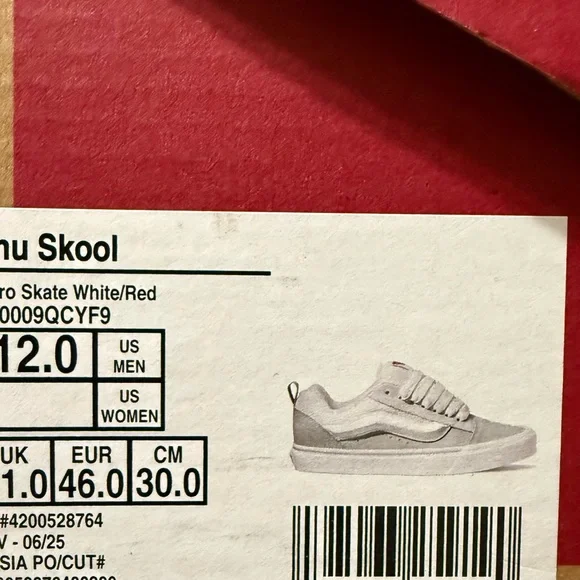 nu Skool
ro Skate White/Red
0009QCYF9
12.0 US MEN
US WOMEN
UK EUR CM
1.0 46.0 30.0
#4200528764
V - 06/25
SIA PO/CUT#